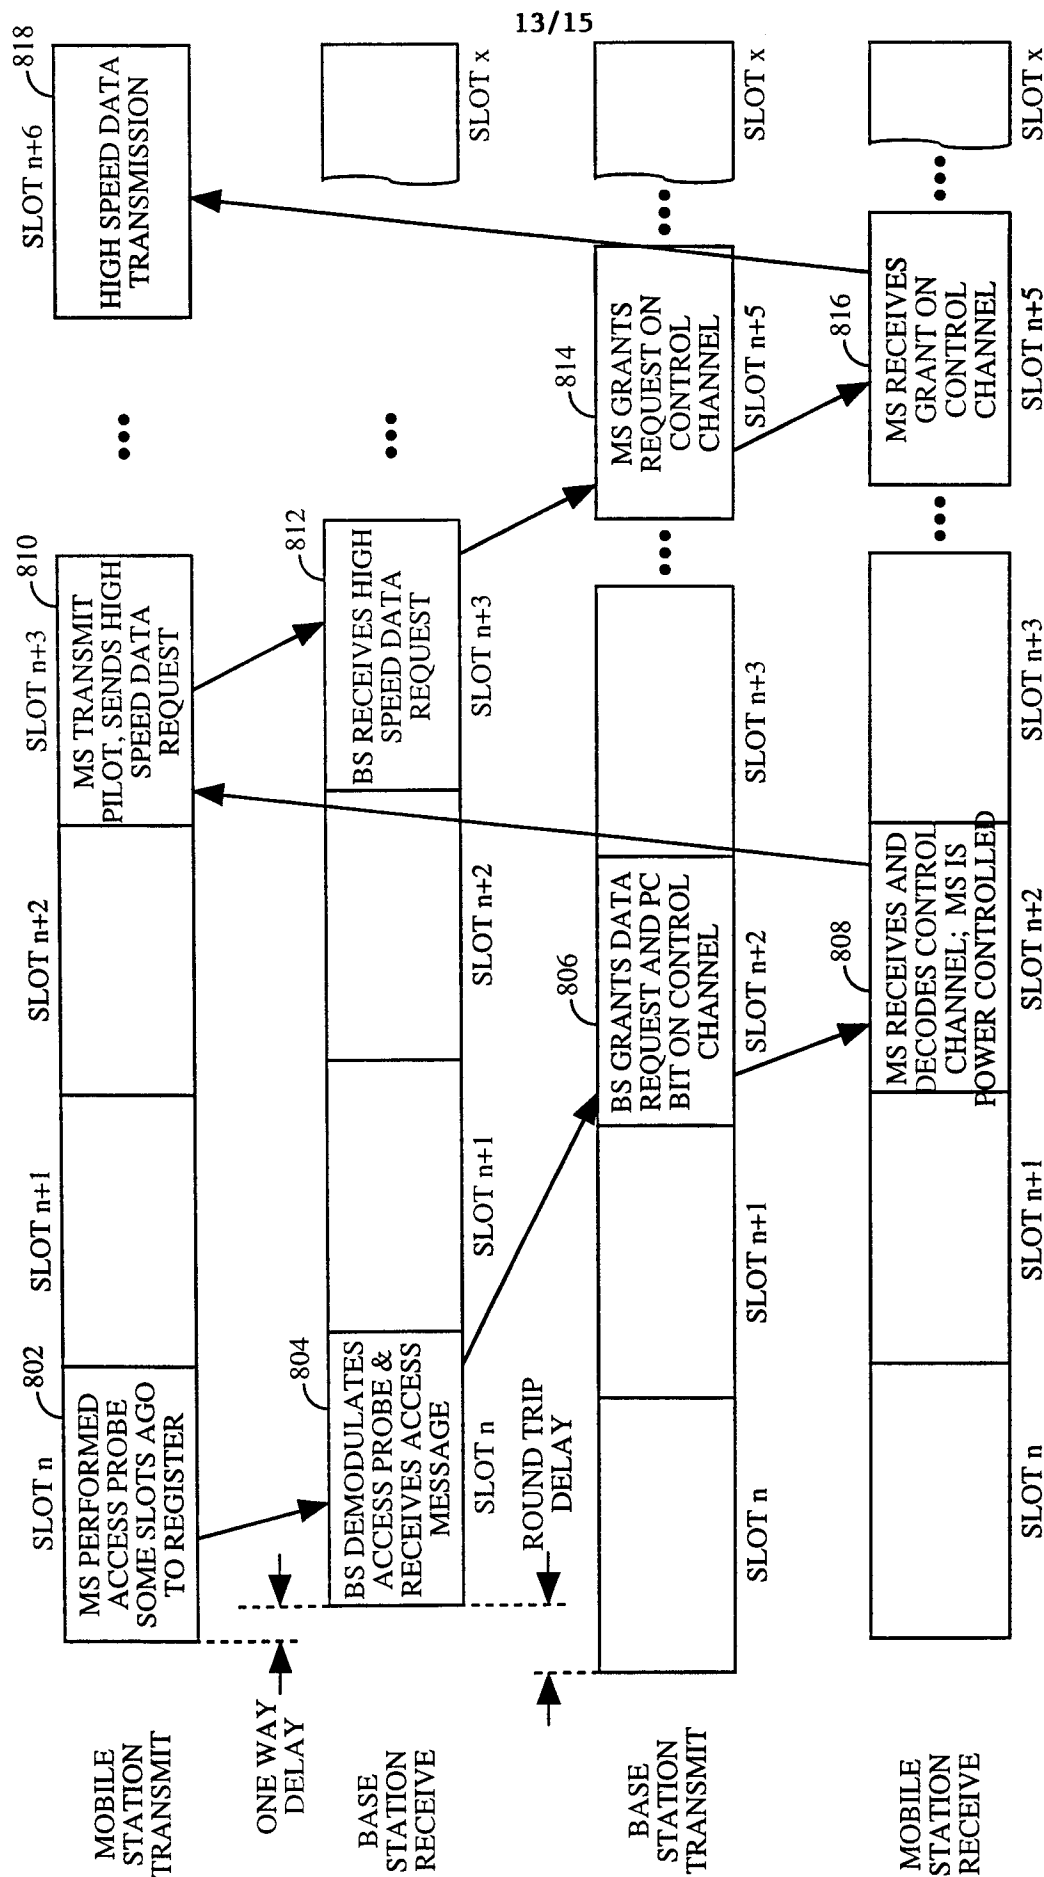 13/15
MOBILE
STATION
TRANSMIT
SLOT n
802
MS PERFORMED
ACCESS PROBE
SOME SLOTS AGO
TO REGISTER
SLOT n+1
SLOT n+2
SLOT n+3
810
MS TRANSMIT
PILOT, SENDS HIGH
SPEED DATA
REQUEST
•••
SLOT n+6
818
HIGH SPEED DATA
TRANSMISSION
ONE WAY
DELAY
BASE
STATION
RECEIVE
804
BS DEMODULATES
ACCESS PROBE &
RECEIVES ACCESS
MESSAGE
SLOT n
SLOT n+1
SLOT n+2
812
BS RECEIVES HIGH
SPEED DATA
REQUEST
SLOT n+3
•••
SLOT x
ROUND TRIP
DELAY
BASE
STATION
TRANSMIT
SLOT n
SLOT n+1
806
BS GRANTS DATA
REQUEST AND PC
BIT ON CONTROL
CHANNEL
SLOT n+2
SLOT n+3
•••
814
MS GRANTS
REQUEST ON
CONTROL
CHANNEL
SLOT n+5
•••
SLOT x
MOBILE
STATION
RECEIVE
SLOT n
SLOT n+1
808
MS RECEIVES AND
DECODES CONTROL
CHANNEL; MS IS
POWER CONTROLLED
SLOT n+2
SLOT n+3
•••
816
MS RECEIVES
GRANT ON
CONTROL
CHANNEL
SLOT n+5
•••
SLOT x